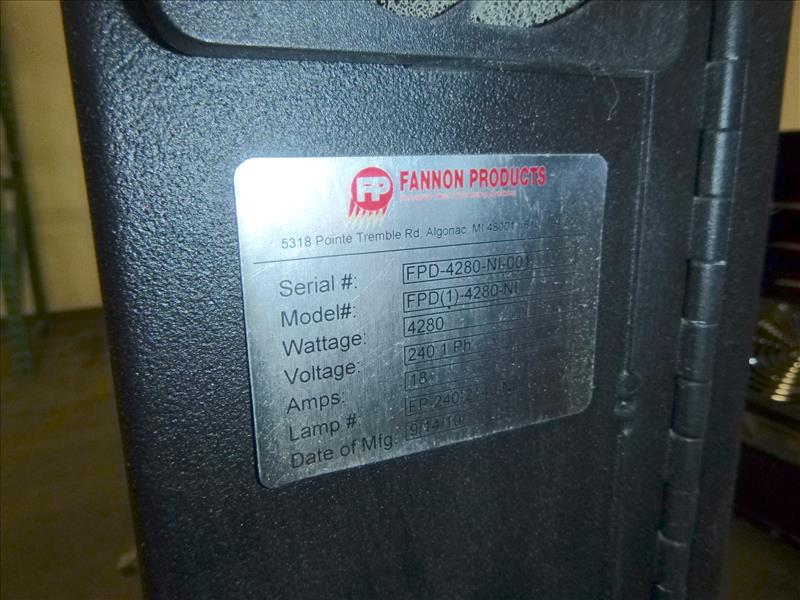 FP FANNON PRODUCTS
5318 Pointe Tremble Rd, Algonac, MI 48001
Serial #: FPD-4280-NI-001
Model#: FPD(1)-4280-NI
Wattage: 4280
Voltage: 240 1 Ph
Amps: 18
Lamp #:
Date of Mfg: 9/14/10